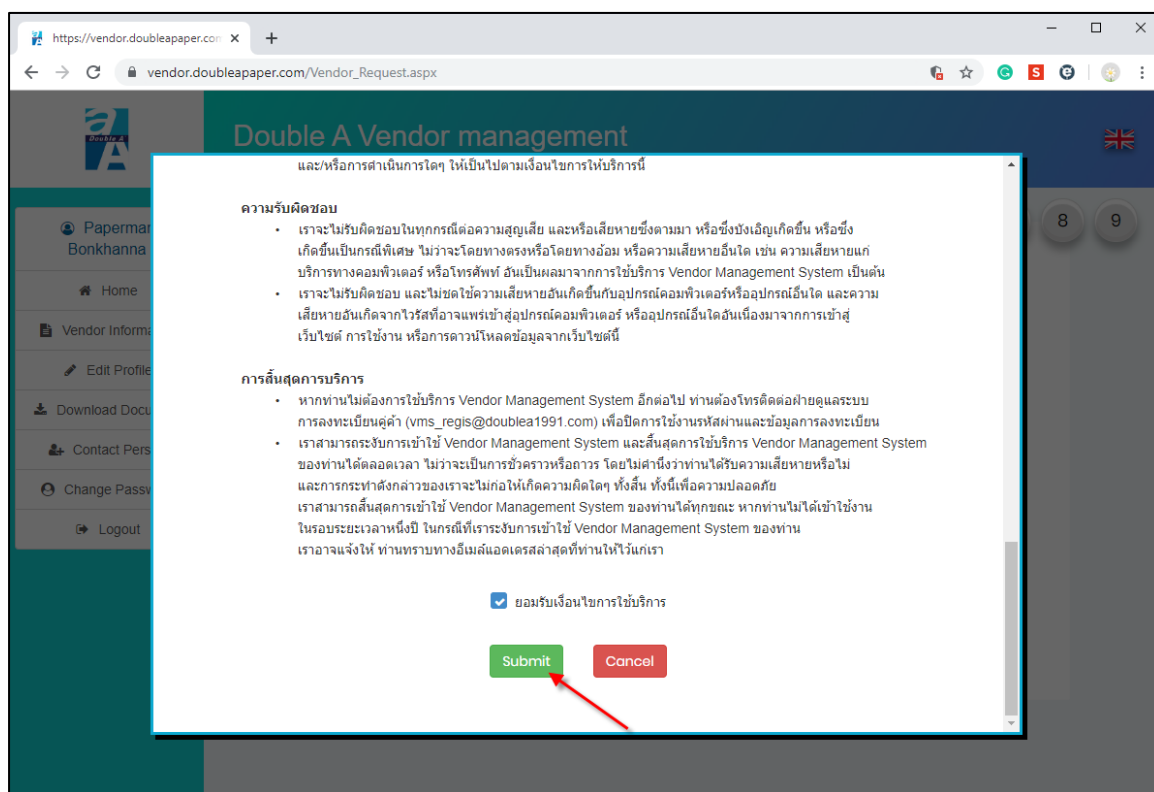 https://vendor.doubleapaper.con
vendor.doubleapaper.com/Vendor_Request.aspx
Double A
Double A Vendor management
Paperman
Bonkhanna
Home
Vendor Informa
Edit Profile
Download Docu
Contact Pers
Change Passw
Logout
8
9
และ/หรือการดำเนินการใดๆ ให้เป็นไปตามเงื่อนไขการให้บริการนี้
ความรับผิดชอบ
• เราจะไม่รับผิดชอบในทุกกรณีต่อความสูญเสีย และหรือเสียหายซึ่งตามมา หรือซึ่งบังเอิญเกิดขึ้น หรือซึ่ง
เกิดขึ้นเป็นกรณีพิเศษ ไม่ว่าจะโดยทางตรงหรือโดยทางอ้อม หรือความเสียหายอื่นใด เช่น ความเสียหายแก่
บริการทางคอมพิวเตอร์ หรือโทรศัพท์ อันเป็นผลมาจากการใช้บริการ Vendor Management System เป็นต้น
• เราจะไม่รับผิดชอบ และไม่ชดใช้ความเสียหายอันเกิดขึ้นกับอุปกรณ์คอมพิวเตอร์หรืออุปกรณ์อื่นใด และความ
เสียหายอันเกิดจากไวรัสที่อาจแพร่เข้าสู่อุปกรณ์คอมพิวเตอร์ หรืออุปกรณ์อื่นใดอันเนื่องมาจากการเข้าสู่
เว็บไซต์ การใช้งาน หรือการดาวน์โหลดข้อมูลจากเว็บไซต์นี้
การสิ้นสุดการบริการ
• หากท่านไม่ต้องการใช้บริการ Vendor Management System อีกต่อไป ท่านต้องโทรติดต่อฝ่ายดูแลระบบ
การลงทะเบียนคู่ค้า (vms_regis@doublea1991.com) เพื่อปิดการใช้งานรหัสผ่านและข้อมูลการลงทะเบียน
• เราสามารถระงับการเข้าใช้ Vendor Management System และสิ้นสุดการใช้บริการ Vendor Management System
ของท่านได้ตลอดเวลา ไม่ว่าจะเป็นการชั่วคราวหรือถาวร โดยไม่คำนึงว่าท่านได้รับความเสียหายหรือไม่
และการกระทำดังกล่าวของเราจะไม่ก่อให้เกิดความผิดใดๆ ทั้งสิ้น ทั้งนี้เพื่อความปลอดภัย
เราสามารถสิ้นสุดการเข้าใช้ Vendor Management System ของท่านได้ทุกขณะ หากท่านไม่ได้เข้าใช้งาน
ในรอบระยะเวลาหนึ่งปี ในกรณีที่เราระงับการเข้าใช้ Vendor Management System ของท่าน
เราอาจแจ้งให้ ท่านทราบทางอีเมล์แอดเดรสล่าสุดที่ท่านให้ไว้แก่เรา
ยอมรับเงื่อนไขการใช้บริการ
Submit
Cancel